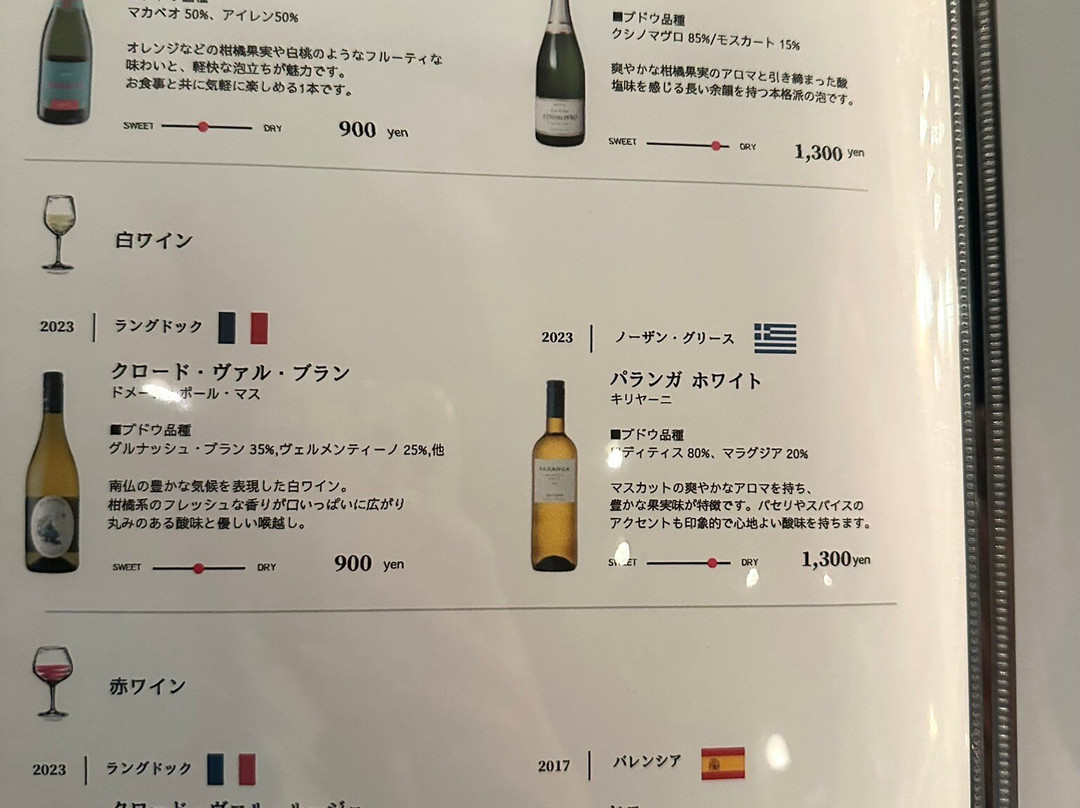 マカベオ 50%、アイレン50%
オレンジなどの柑橘果実や白桃のようなフルーティな
味わいと、軽快な泡立ちが魅力です。
お食事と共に気軽に楽しめる1本です。
SWEET DRY 900 yen
■ブドウ品種
クシノマヴロ 85%/モスカート 15%
爽やかな柑橘果実のアロマと引き締まった酸
塩味を感じる長い余韻を持つ本格派の泡です。
SWEET DRY 1,300 yen
白ワイン
2023 ラングドック
クロード・ヴァル・ブラン
ドメー ポール・マス
■ブドウ品種
グルナッシュ・ブラン 35%,ヴェルメンティーノ 25%,他
南仏の豊かな気候を表現した白ワイン。
柑橘系のフレッシュな香りが口いっぱいに広がり
丸みのある酸味と優しい喉越し。
SWEET DRY 900 yen
2023 ノーザン・グリース
パランガ ホワイト
キリヤーニ
■ブドウ品種
ディティス 80%、マラグジア 20%
マスカットの爽やかなアロマを持ち、
豊かな果実味が特徴です。パセリやスパイスの
アクセントも印象的で心地よい酸味を持ちます。
SWEET DRY 1,300yen
PARANGA
赤ワイン
2023 ラングドック
2017 バレンシア